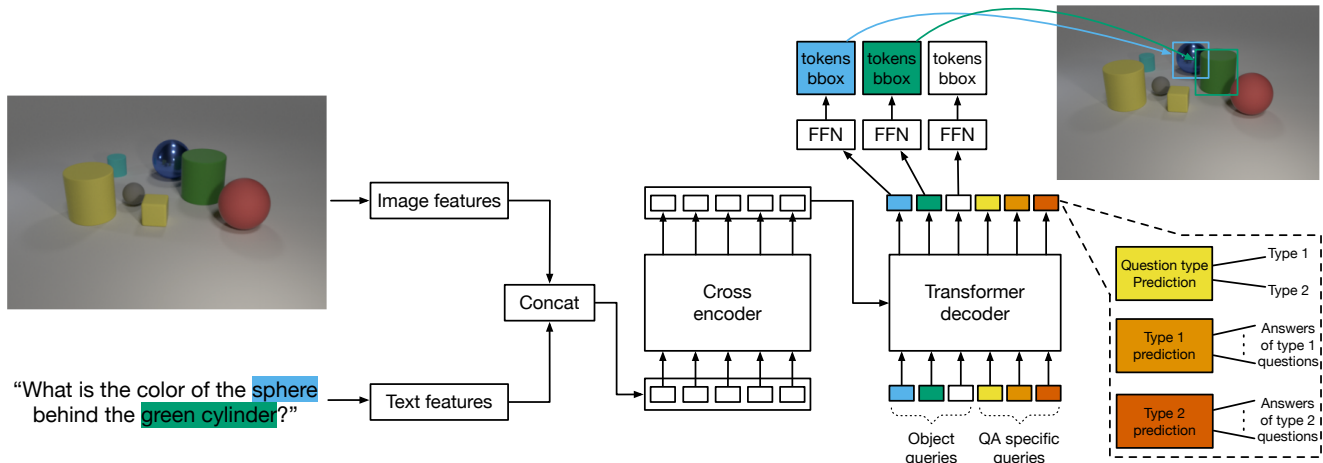 tokens
bbox
tokens
bbox
tokens
bbox
FFN
FFN
FFN
Image features
Concat
Cross
encoder
Transformer
decoder
Question type
Prediction
Type 1
Type 2
Type 1
prediction
Answers
of type 1
questions
Type 2
prediction
Answers
of type 2
questions
“What is the color of the sphere
behind the green cylinder?”
Text features
Object
queries
QA specific
queries